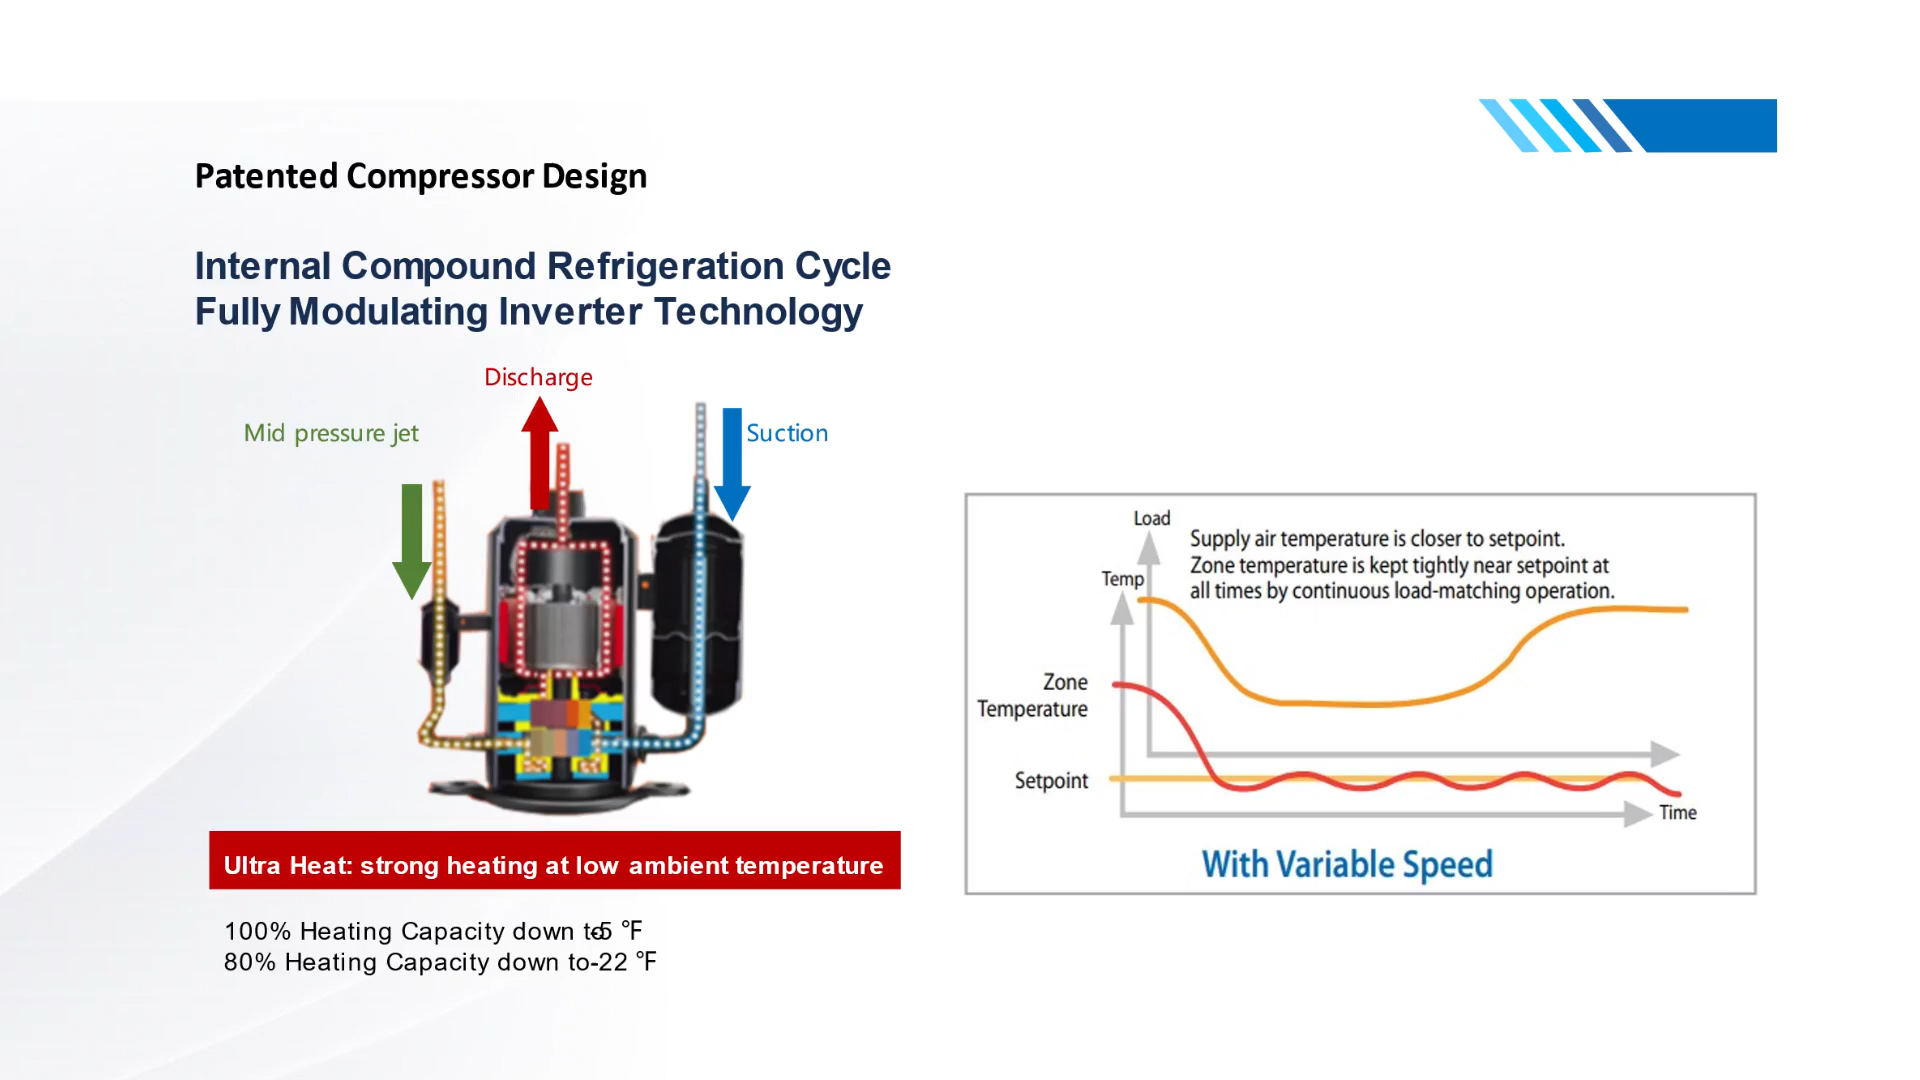 Patented Compressor Design
Internal Compound Refrigeration Cycle
Fully Modulating Inverter Technology
Discharge
Mid pressure jet
Suction
Ultra Heat: strong heating at low ambient temperature
100% Heating Capacity down to-5 ℉
80% Heating Capacity down to-22 ℉
Load
Supply air temperature is closer to setpoint.
Zone temperature is kept tightly near setpoint at
all times by continuous load-matching operation.
Temp
Zone
Temperature
Setpoint
Time
With Variable Speed